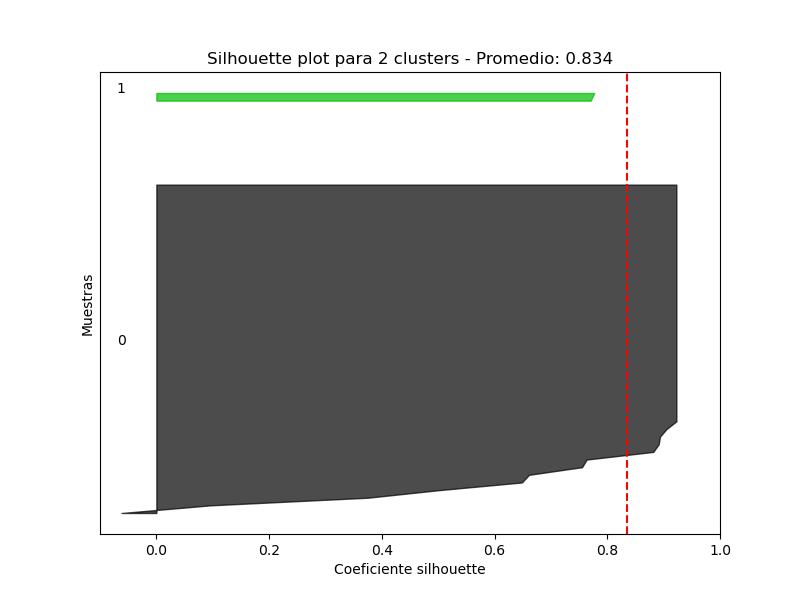 Silhouette plot para 2 clusters - Promedio: 0.834
1
0
Muestras
0.0 0.2 0.4 0.6 0.8 1.0
Coeficiente silhouette